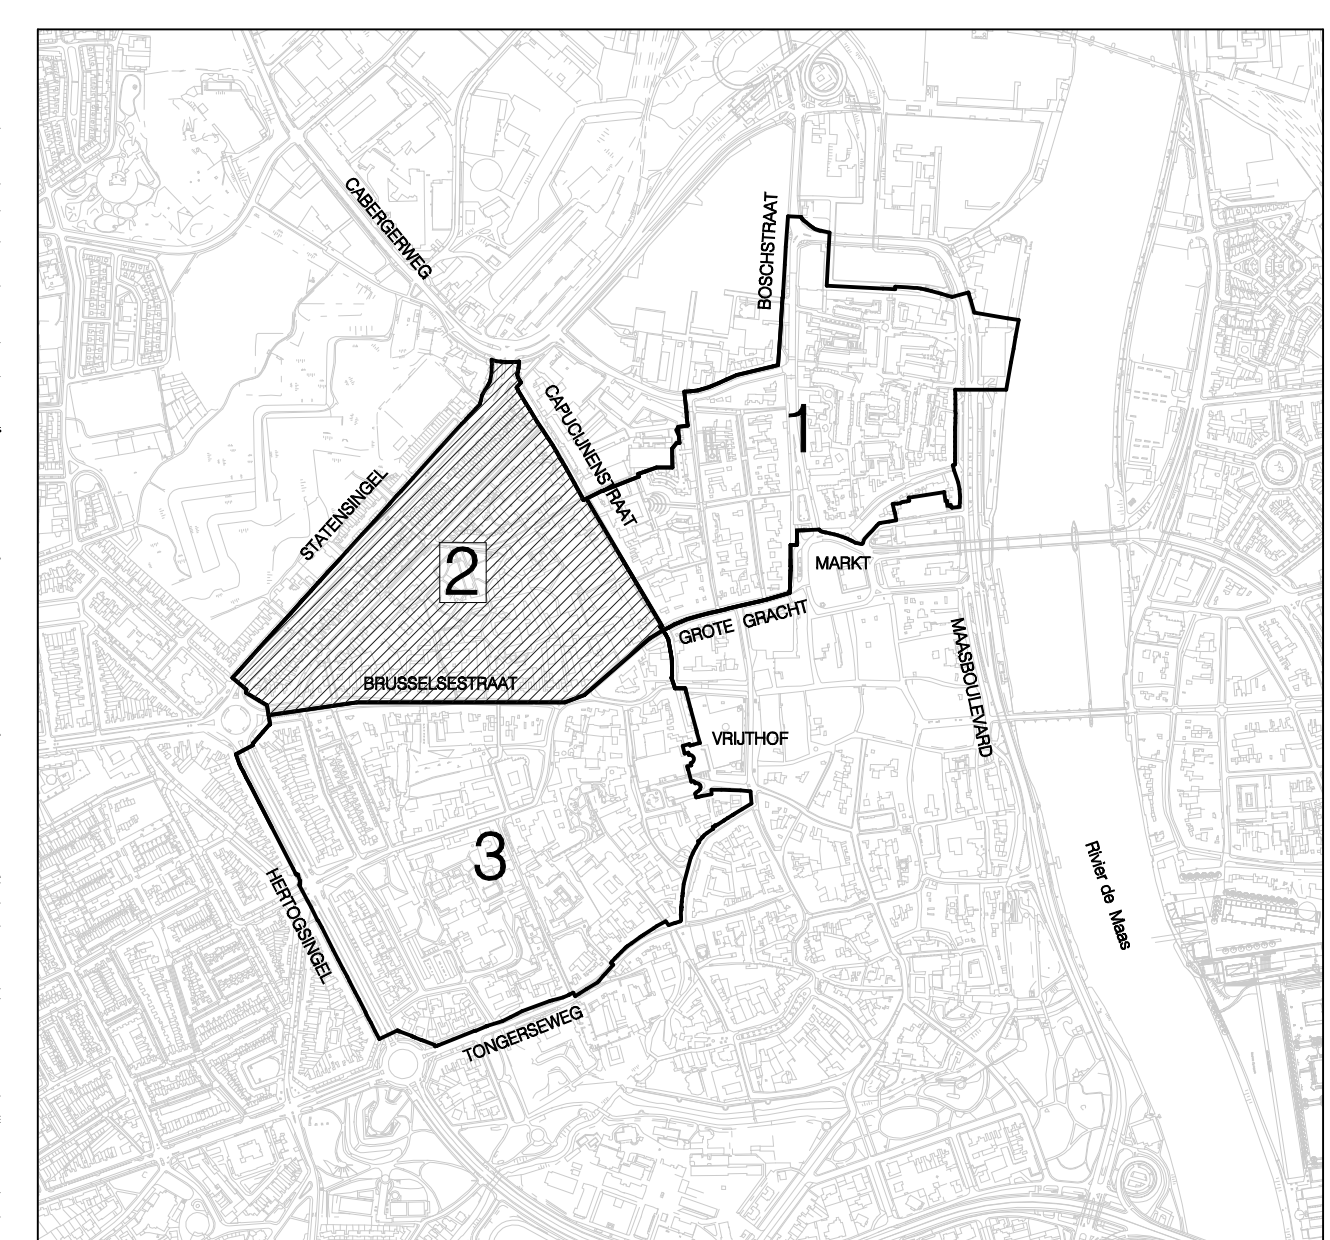 CABERGERWEG
BOSCHSTRAAT
CAPUCIJNENSTRAAT
1
STATENSINGEL
2
MARKT
GROTE GRACHT
MAASBOULEVARD
BRUSSELSESTRAAT
VRIJTHOF
3
Rivier de Maas
HERTOGSINGEL
TONGERSEWEG